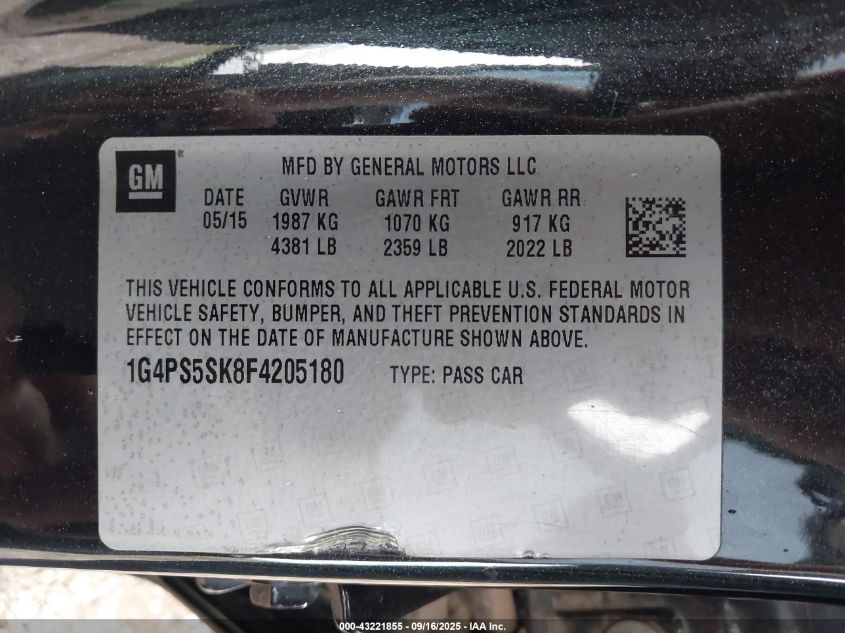 GM®
MFD BY GENERAL MOTORS LLC
DATE GVWR GAWR FRT GAWR RR
05/15 1987 KG 1070 KG 917 KG
4381 LB 2359 LB 2022 LB
THIS VEHICLE CONFORMS TO ALL APPLICABLE U.S. FEDERAL MOTOR
VEHICLE SAFETY, BUMPER, AND THEFT PREVENTION STANDARDS IN
EFFECT ON THE DATE OF MANUFACTURE SHOWN ABOVE.
1G4PS5SK8F4205180 TYPE: PASS CAR
000-43221855 - 09/16/2025 - IAA Inc.